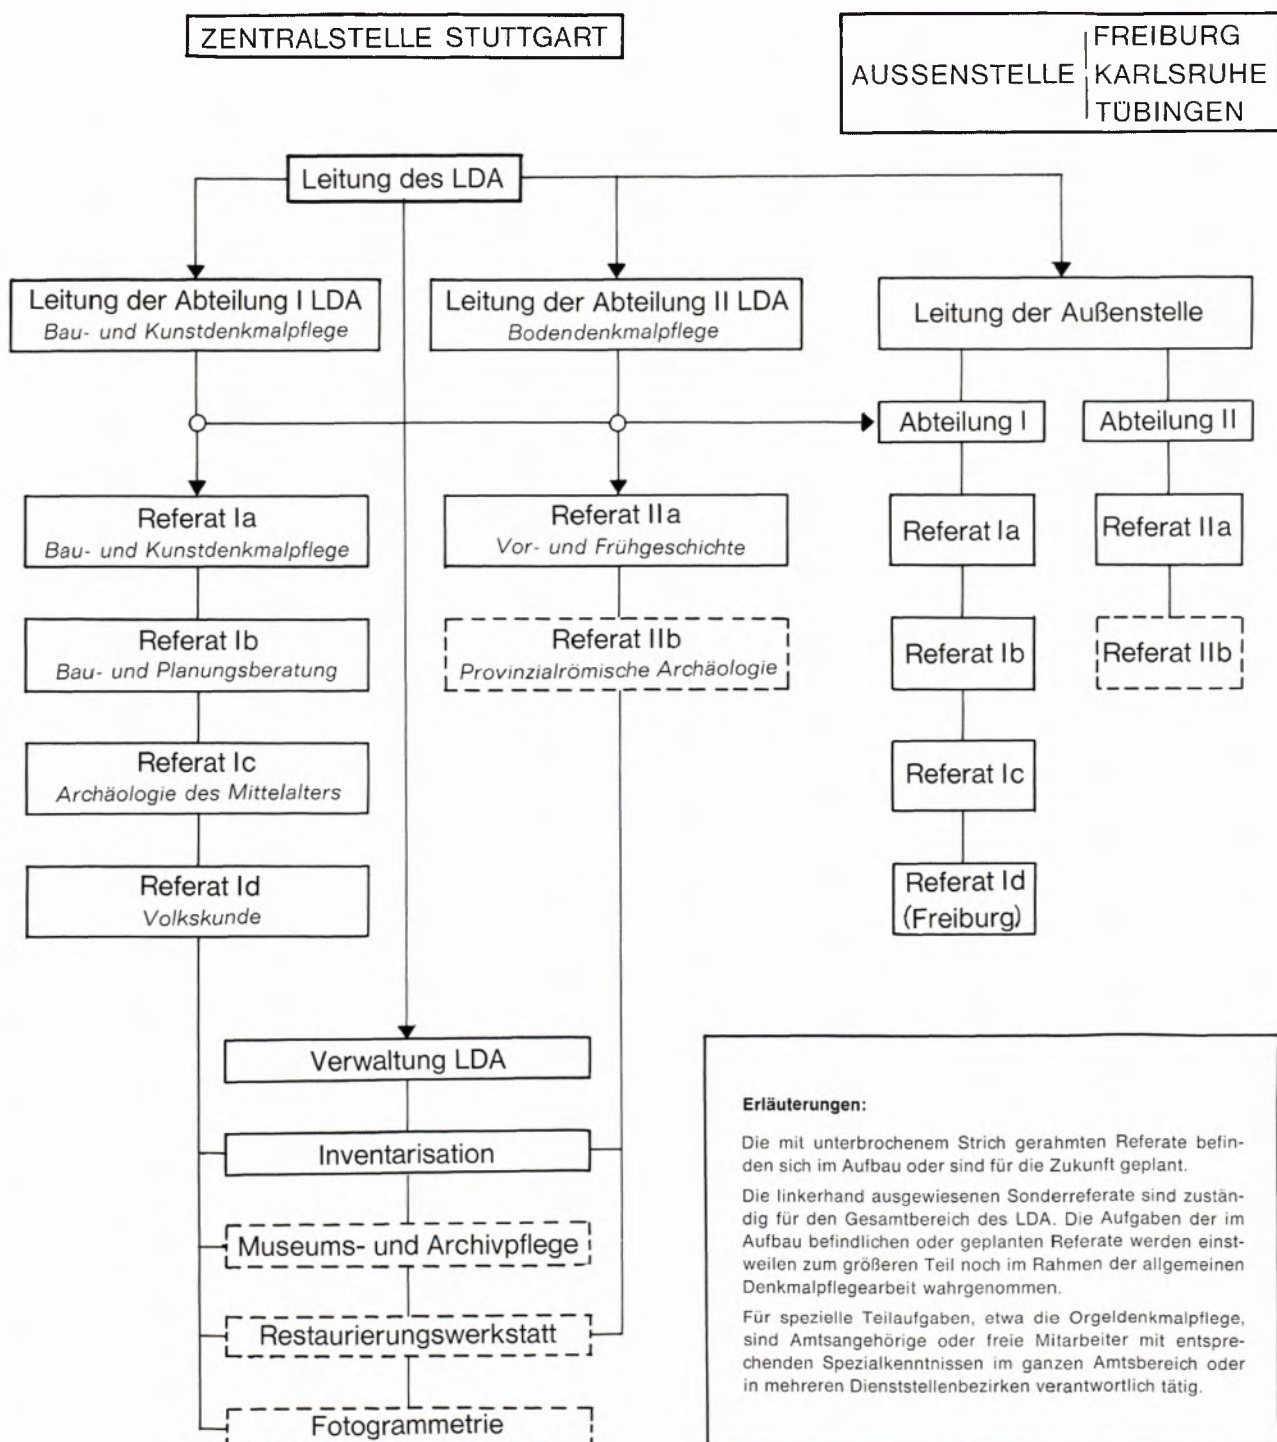 ZENTRALSTELLE STUTTGART
AUSSENSTELLE
FREIBURG
KARLSRUHE
TÜBINGEN
Leitung des LDA
Leitung der Abteilung I LDA
Bau- und Kunstdenkmalpflege
Leitung der Abteilung II LDA
Bodendenkmalpflege
Leitung der Außenstelle
Abteilung I
Abteilung II
Referat Ia
Bau- und Kunstdenkmalpflege
Referat IIa
Vor- und Frühgeschichte
Referat Ia
Referat IIa
Referat Ib
Bau- und Planungsberatung
Referat IIb
Provinzialrömische Archäologie
Referat Ib
Referat IIb
Referat Ic
Archäologie des Mittelalters
Referat Ic
Referat Id
Volkskunde
Referat Id
(Freiburg)
Verwaltung LDA
Inventarisation
Museums- und Archivpflege
Restaurierungswerkstatt
Fotogrammetrie
Erläuterungen:
Die mit unterbrochenem Strich gerahmten Referate befin-
den sich im Aufbau oder sind für die Zukunft geplant.
Die linkerhand ausgewiesenen Sonderreferate sind zustän-
dig für den Gesamtbereich des LDA. Die Aufgaben der im
Aufbau befindlichen oder geplanten Referate werden einst-
weilen zum größeren Teil noch im Rahmen der allgemeinen
Denkmalpflegearbeit wahrgenommen.
Für spezielle Teilaufgaben, etwa die Orgeldenkmalpflege,
sind Amtsangehörige oder freie Mitarbeiter mit entspre-
chenden Spezialkenntnissen im ganzen Amtsbereich oder
in mehreren Dienststellenbezirken verantwortlich tätig.